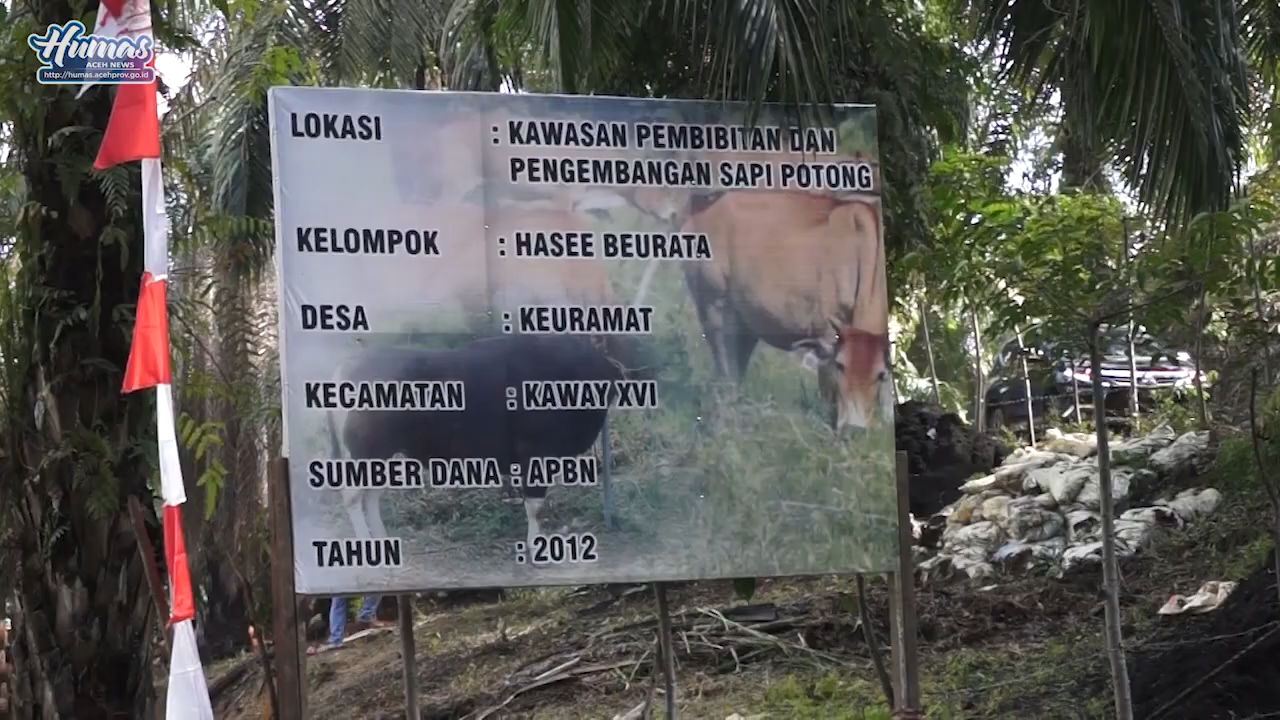 Humas
ACEH NEWS
http://humas.acehprov.go.id
LOKASI : KAWASAN PEMBIBITAN DAN
PENGEMBANGAN SAPI POTONG
KELOMPOK : HASEE BEURATA
DESA : KEURAMAT
KECAMATAN : KAWAY XVI
SUMBER DANA : APBN
TAHUN : 2012